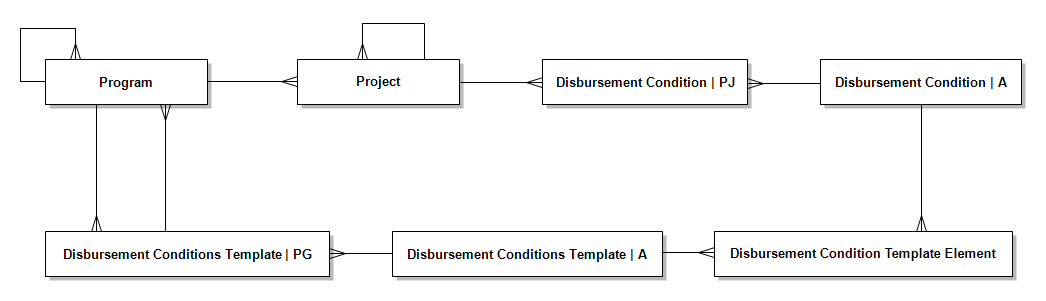 Program
Project
Disbursement Condition | PJ
Disbursement Condition | A
Disbursement Conditions Template | PG
Disbursement Conditions Template | A
Disbursement Condition Template Element